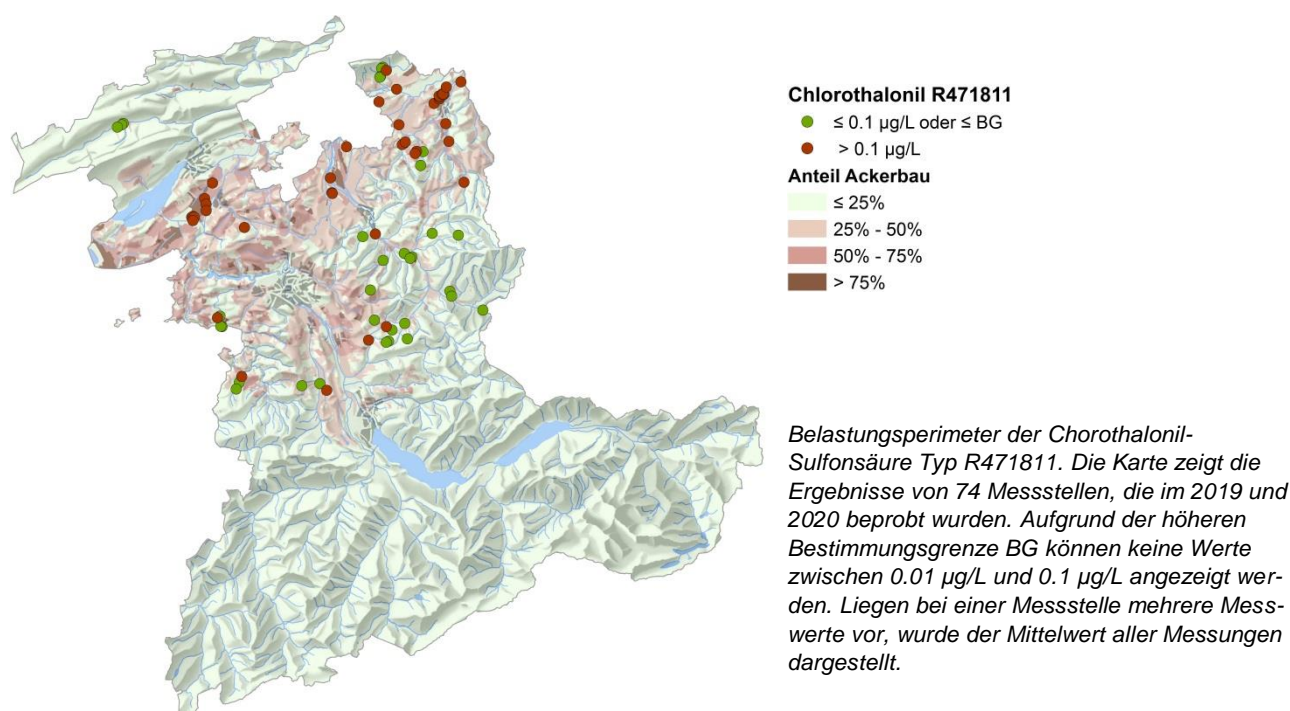 Chlorothalonil R471811
≤ 0.1 µg/L oder ≤ BG
> 0.1 µg/L
Anteil Ackerbau
≤ 25%
25% - 50%
50% - 75%
> 75%
Belastungsperimeter der Chorothalonil-
Sulfonsäure Typ R471811. Die Karte zeigt die
Ergebnisse von 74 Messstellen, die im 2019 und
2020 beprobt wurden. Aufgrund der höheren
Bestimmungsgrenze BG können keine Werte
zwischen 0.01 µg/L und 0.1 µg/L angezeigt wer-
den. Liegen bei einer Messstelle mehrere Mess-
werte vor, wurde der Mittelwert aller Messungen
dargestellt.